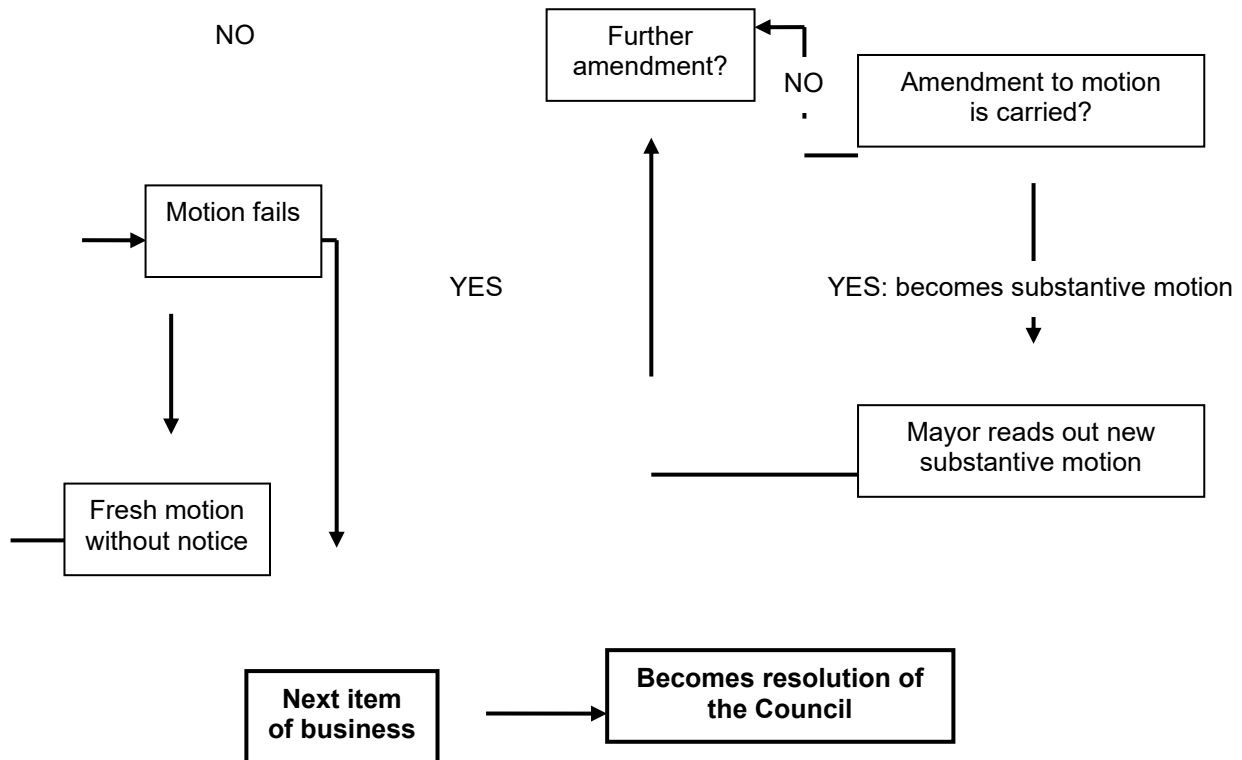 NO
Further
amendment?
NO
Amendment to motion
is carried?
Motion fails
YES
YES: becomes substantive motion
Mayor reads out new
substantive motion
Fresh motion
without notice
Next item
of business
Becomes resolution of
the Council